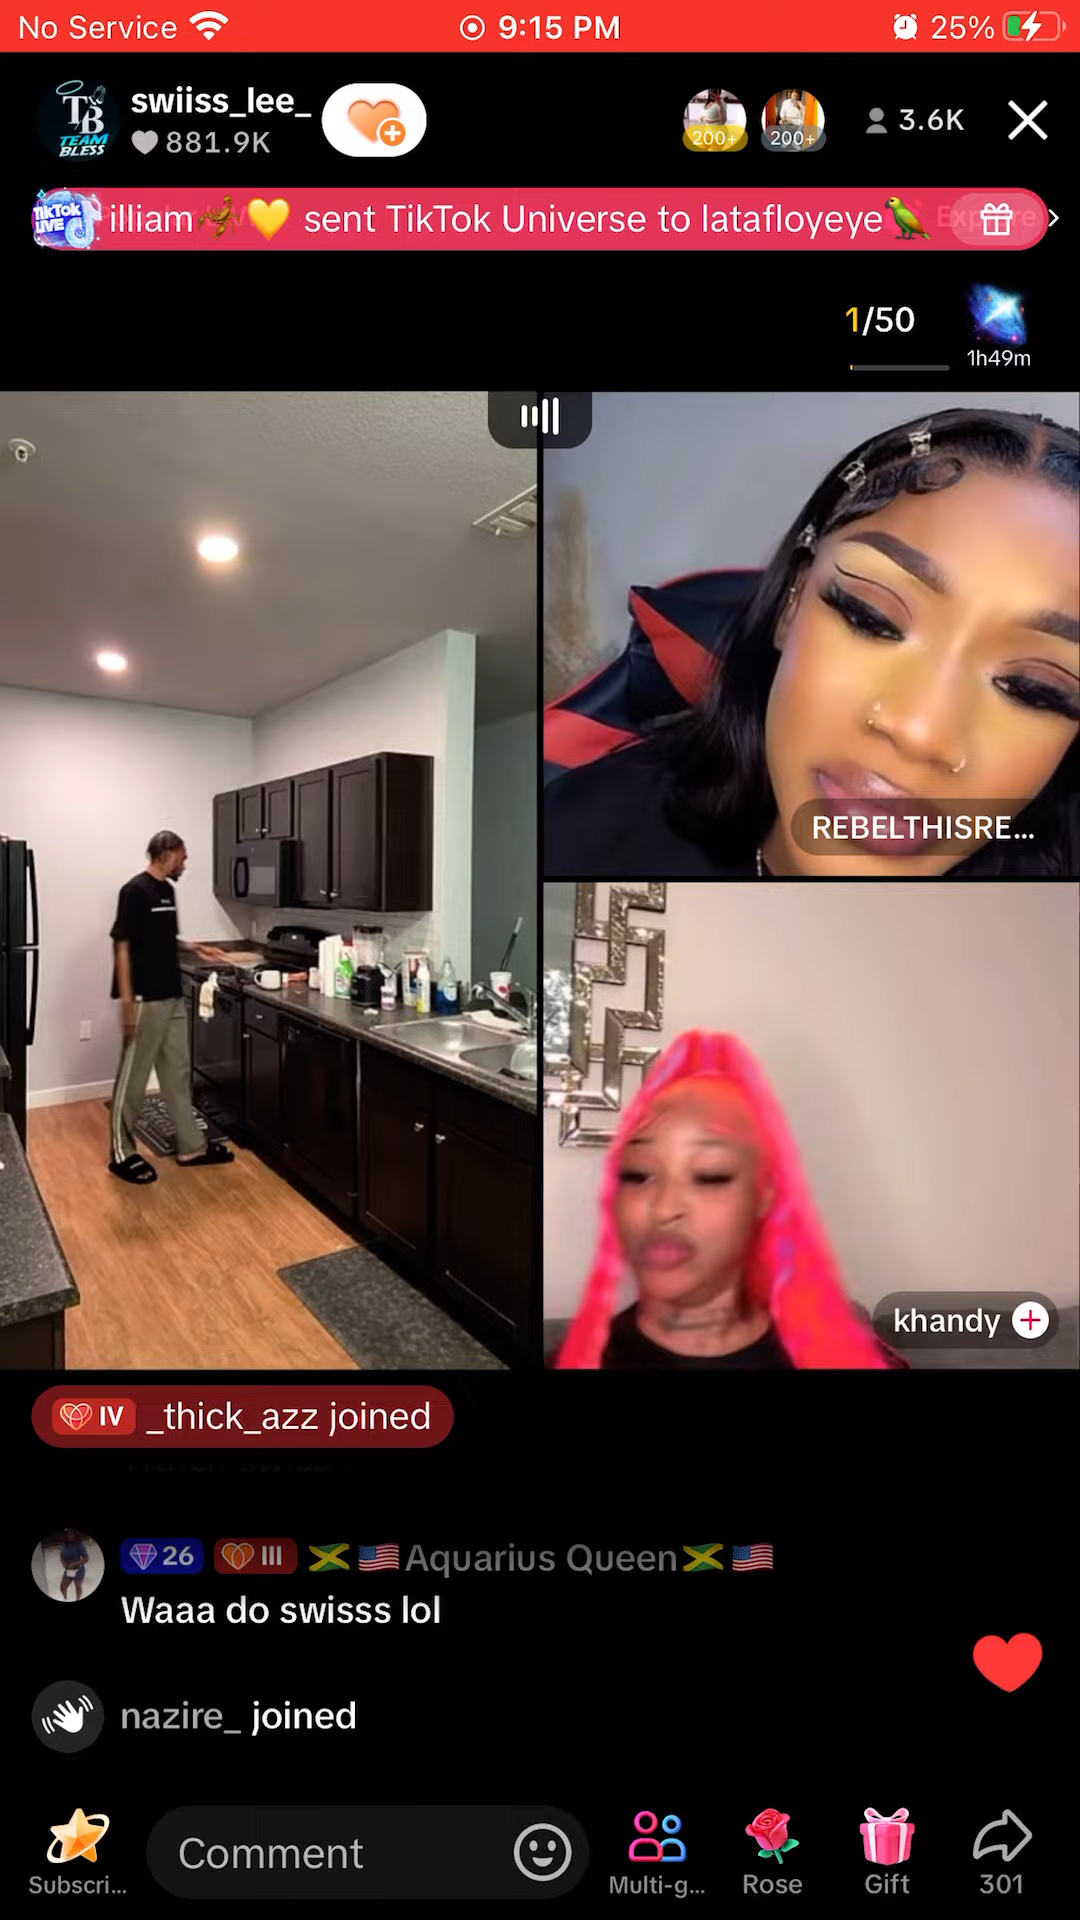 No Service
9:15 PM
25%
TB
TEAM
BLESS
swiiss_lee_
881.9K
200+
200+
3.6K
TikTok
LIVE
illiam🦂💛 sent TikTok Universe to latafloyeye🦜
1/50
1h49m
REBELTHISRE...
khandy
IV _thick_azz joined
26 III 🇯🇲🇺🇸Aquarius Queen🇯🇲🇺🇸
Waaa do swisss lol
nazire_ joined
Subscri...
Comment
Multi-g...
Rose
Gift
301